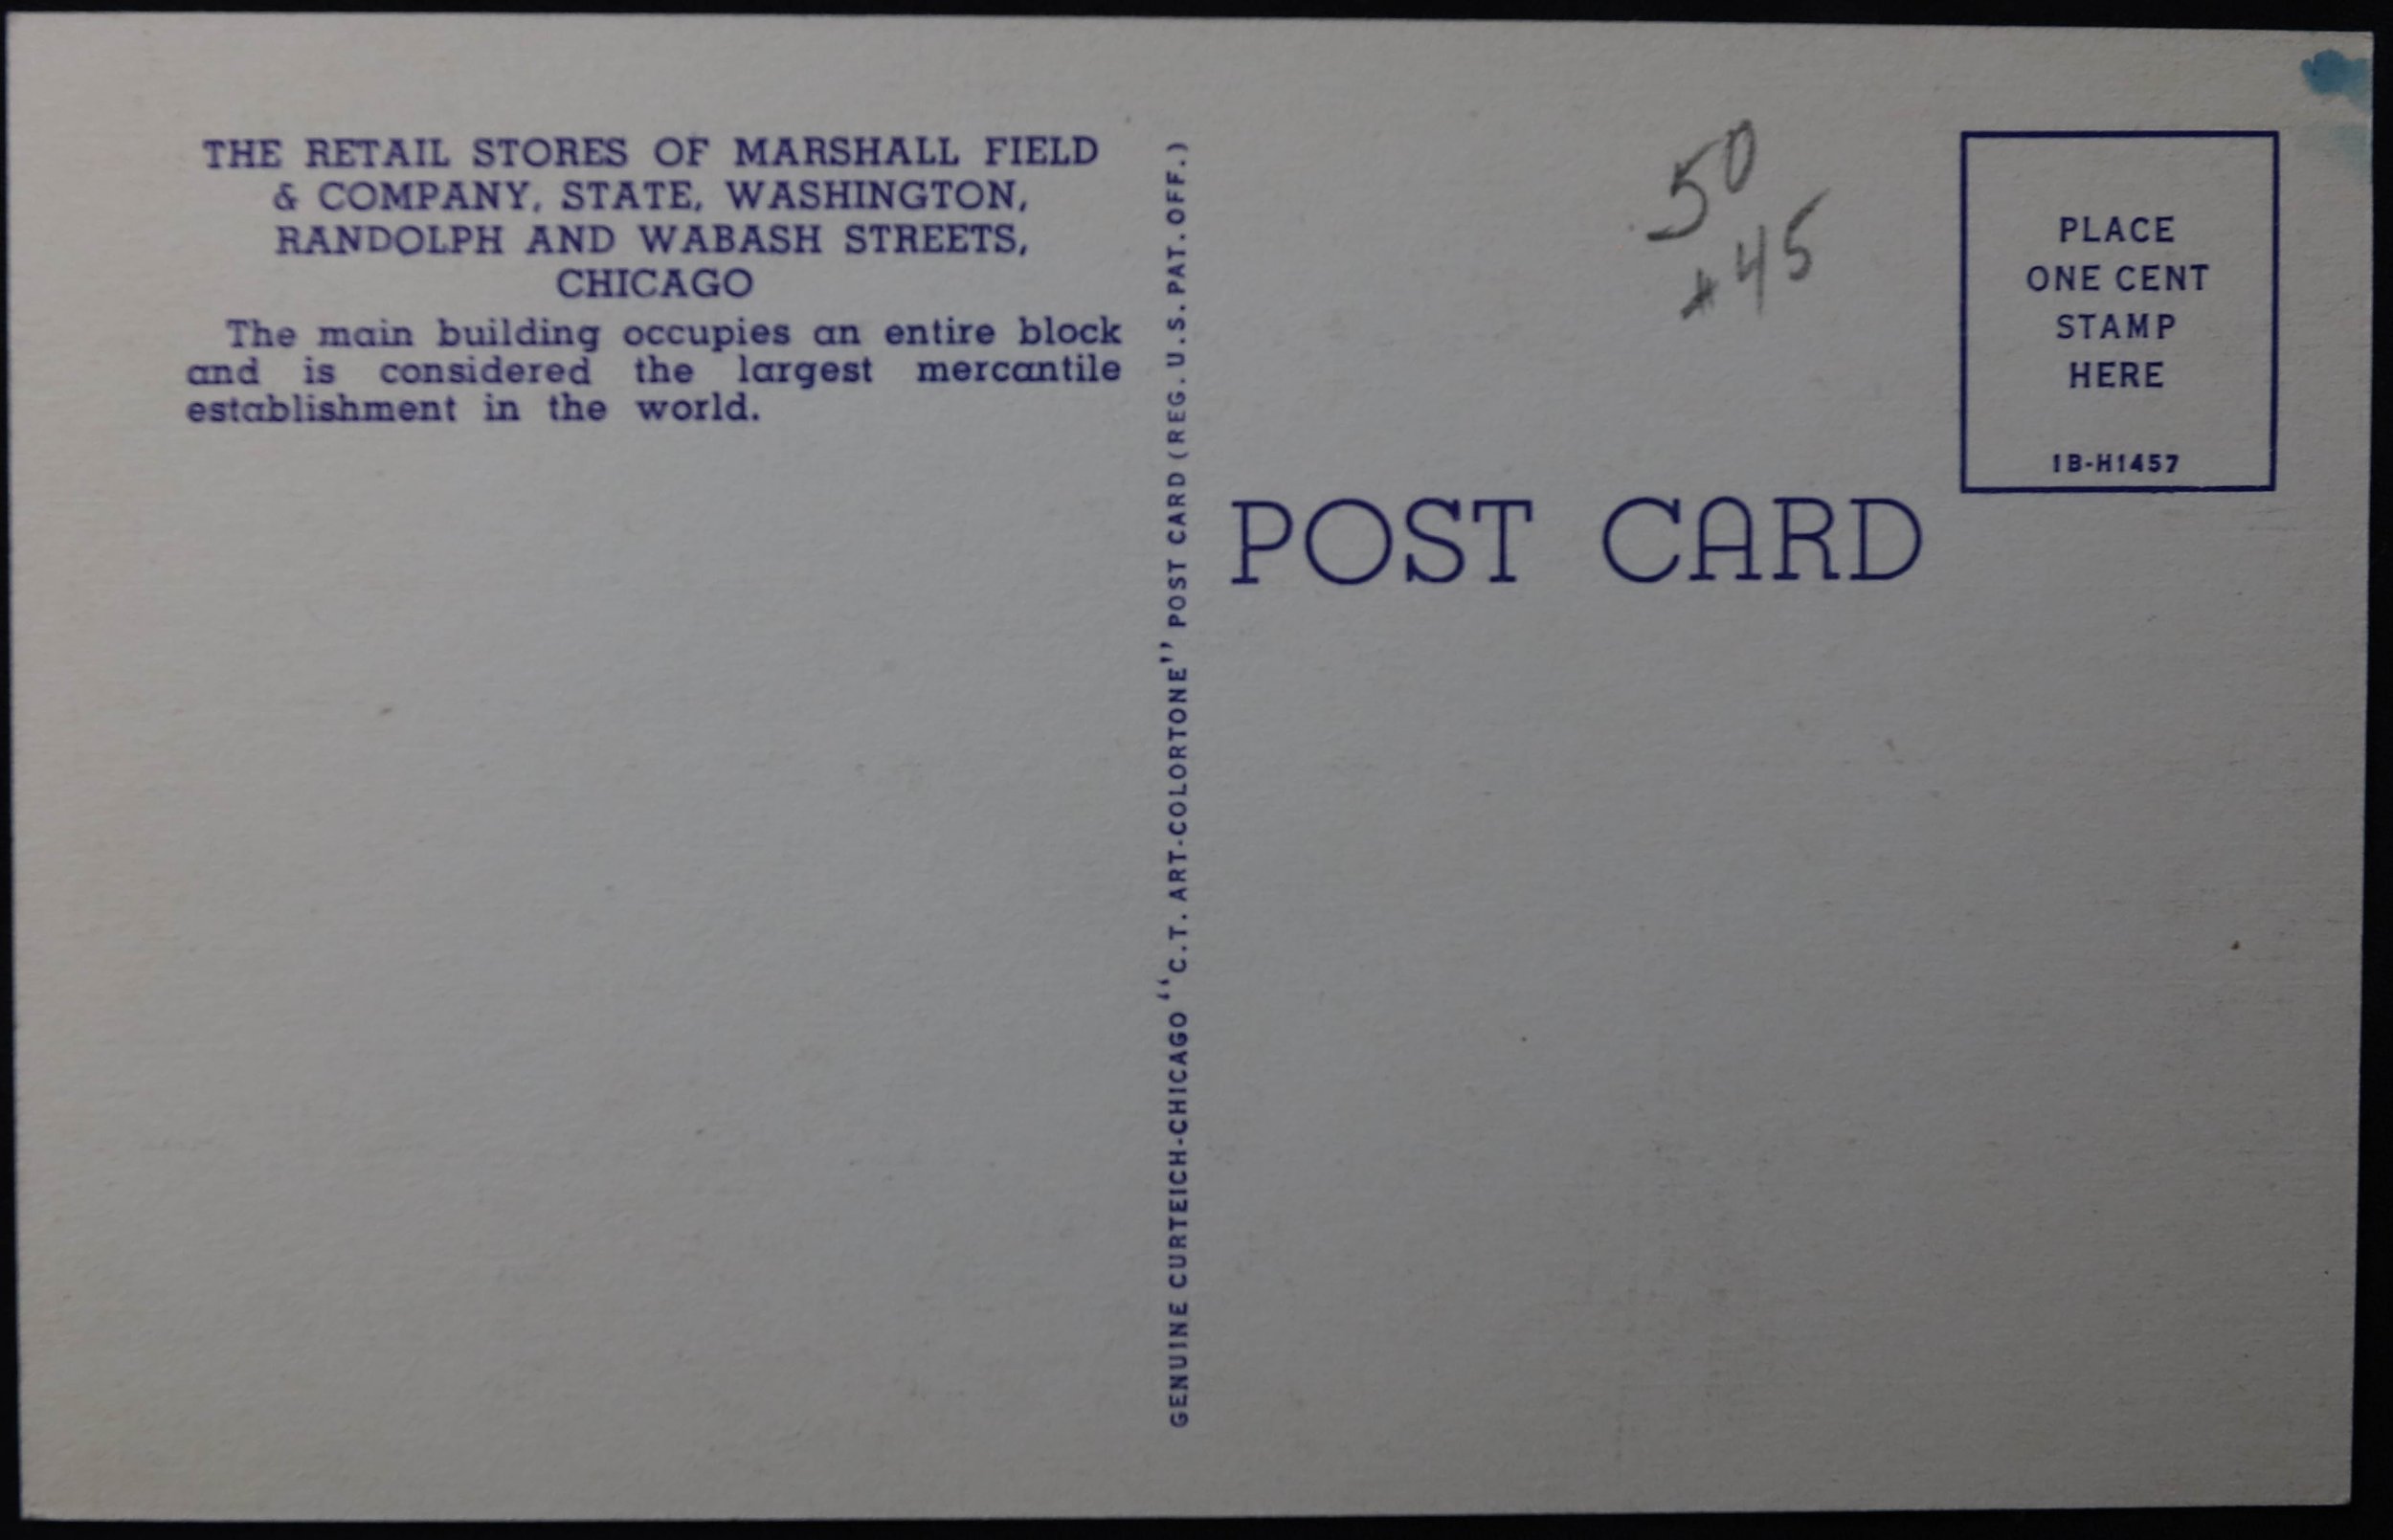 THE RETAIL STORES OF MARSHALL FIELD
& COMPANY, STATE, WASHINGTON,
RANDOLPH AND WABASH STREETS,
CHICAGO
The main building occupies an entire block
and is considered the largest mercantile
establishment in the world.
GENUINE CURTEICH-CHICAGO "C.T. ART-COLORTONE" POST CARD (REG. U.S. PAT. OFF.)
50
+45
PLACE
ONE CENT
STAMP
HERE
1B-H1457
POST CARD